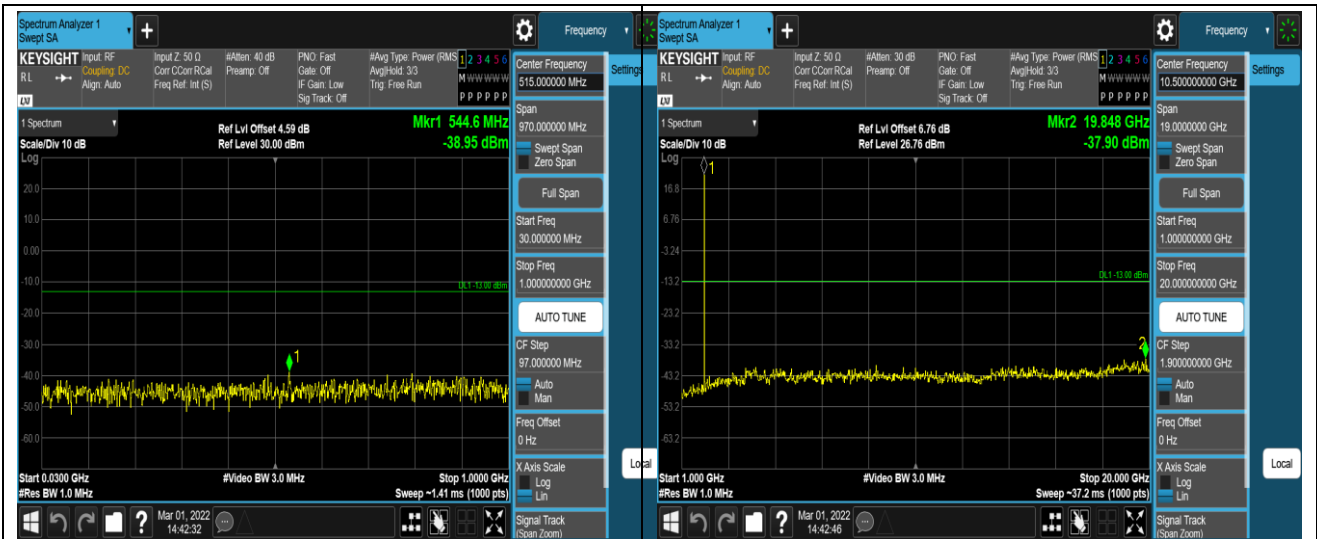 Spectrum Analyzer 1
Swept SA
+
Frequency
KEYSIGHT
RL
LXI
Input: RF
Coupling: DC
Align: Auto
Input Z: 50 Ω
Corr CCorr RCal
Freq Ref: Int (S)
#Atten: 40 dB
Preamp: Off
PNO: Fast
Gate: Off
IF Gain: Low
Sig Track: Off
#Avg Type: Power (RMS
Avg|Hold: 3/3
Trig: Free Run
1 2 3 4 5 6
M W W W W W
P P P P P P
Center Frequency
515.000000 MHz
Settings
Span
970.000000 MHz
Swept Span
Zero Span
Full Span
Start Freq
30.000000 MHz
Stop Freq
1.000000000 GHz
AUTO TUNE
CF Step
97.000000 MHz
Auto
Man
Freq Offset
0 Hz
X Axis Scale
Log
Lin
Signal Track
(Span Zoom)
Local
1 Spectrum
Scale/Div 10 dB
Log
Ref Lvl Offset 4.59 dB
Ref Level 30.00 dBm
Mkr1 544.6 MHz
-38.95 dBm
20.0
10.0
0.00
-10.0
DL1 -13.00 dBm
-20.0
-30.0
1
-40.0
-50.0
-60.0
Start 0.0300 GHz
#Video BW 3.0 MHz
Stop 1.0000 GHz
#Res BW 1.0 MHz
Sweep ~1.41 ms (1000 pts)
?
Mar 01, 2022
14:42:32
Spectrum Analyzer 1
Swept SA
+
Frequency
KEYSIGHT
RL
LXI
Input: RF
Coupling: DC
Align: Auto
Input Z: 50 Ω
Corr CCorr RCal
Freq Ref: Int (S)
#Atten: 30 dB
Preamp: Off
PNO: Fast
Gate: Off
IF Gain: Low
Sig Track: Off
#Avg Type: Power (RMS
Avg|Hold: 3/3
Trig: Free Run
1 2 3 4 5 6
M W W W W W
P P P P P P
Center Frequency
10.500000000 GHz
Settings
Span
19.0000000 GHz
Swept Span
Zero Span
Full Span
Start Freq
1.000000000 GHz
Stop Freq
20.000000000 GHz
AUTO TUNE
CF Step
1.900000000 GHz
Auto
Man
Freq Offset
0 Hz
X Axis Scale
Log
Lin
Signal Track
(Span Zoom)
Local
1 Spectrum
Scale/Div 10 dB
Log
Ref Lvl Offset 6.76 dB
Ref Level 26.76 dBm
Mkr2 19.848 GHz
-37.90 dBm
1
16.8
6.76
-3.24
-13.2
DL1 -13.00 dBm
-23.2
-33.2
2
-43.2
-53.2
-63.2
Start 1.000 GHz
#Video BW 3.0 MHz
Stop 20.000 GHz
#Res BW 1.0 MHz
Sweep ~37.2 ms (1000 pts)
?
Mar 01, 2022
14:42:46